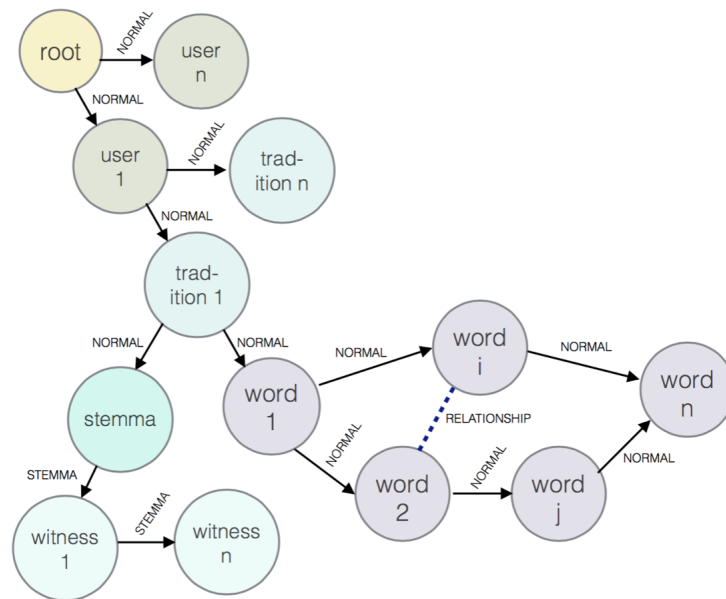 root
NORMAL
user
n
NORMAL
user
1
NORMAL
trad-
ition n
NORMAL
trad-
ition 1
NORMAL
NORMAL
stemma
word
1
NORMAL
word
i
NORMAL
word
n
RELATIONSHIP
NORMAL
word
2
NORMAL
word
j
NORMAL
STEMMA
witness
1
STEMMA
witness
n